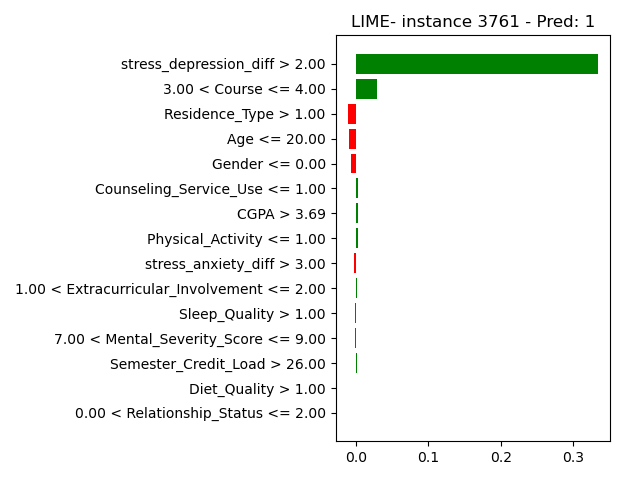 LIME- instance 3761 - Pred: 1
stress_depression_diff > 2.00
3.00 < Course <= 4.00
Residence_Type > 1.00
Age <= 20.00
Gender <= 0.00
Counseling_Service_Use <= 1.00
CGPA > 3.69
Physical_Activity <= 1.00
stress_anxiety_diff > 3.00
1.00 < Extracurricular_Involvement <= 2.00
Sleep_Quality > 1.00
7.00 < Mental_Severity_Score <= 9.00
Semester_Credit_Load > 26.00
Diet_Quality > 1.00
0.00 < Relationship_Status <= 2.00
0.0 0.1 0.2 0.3